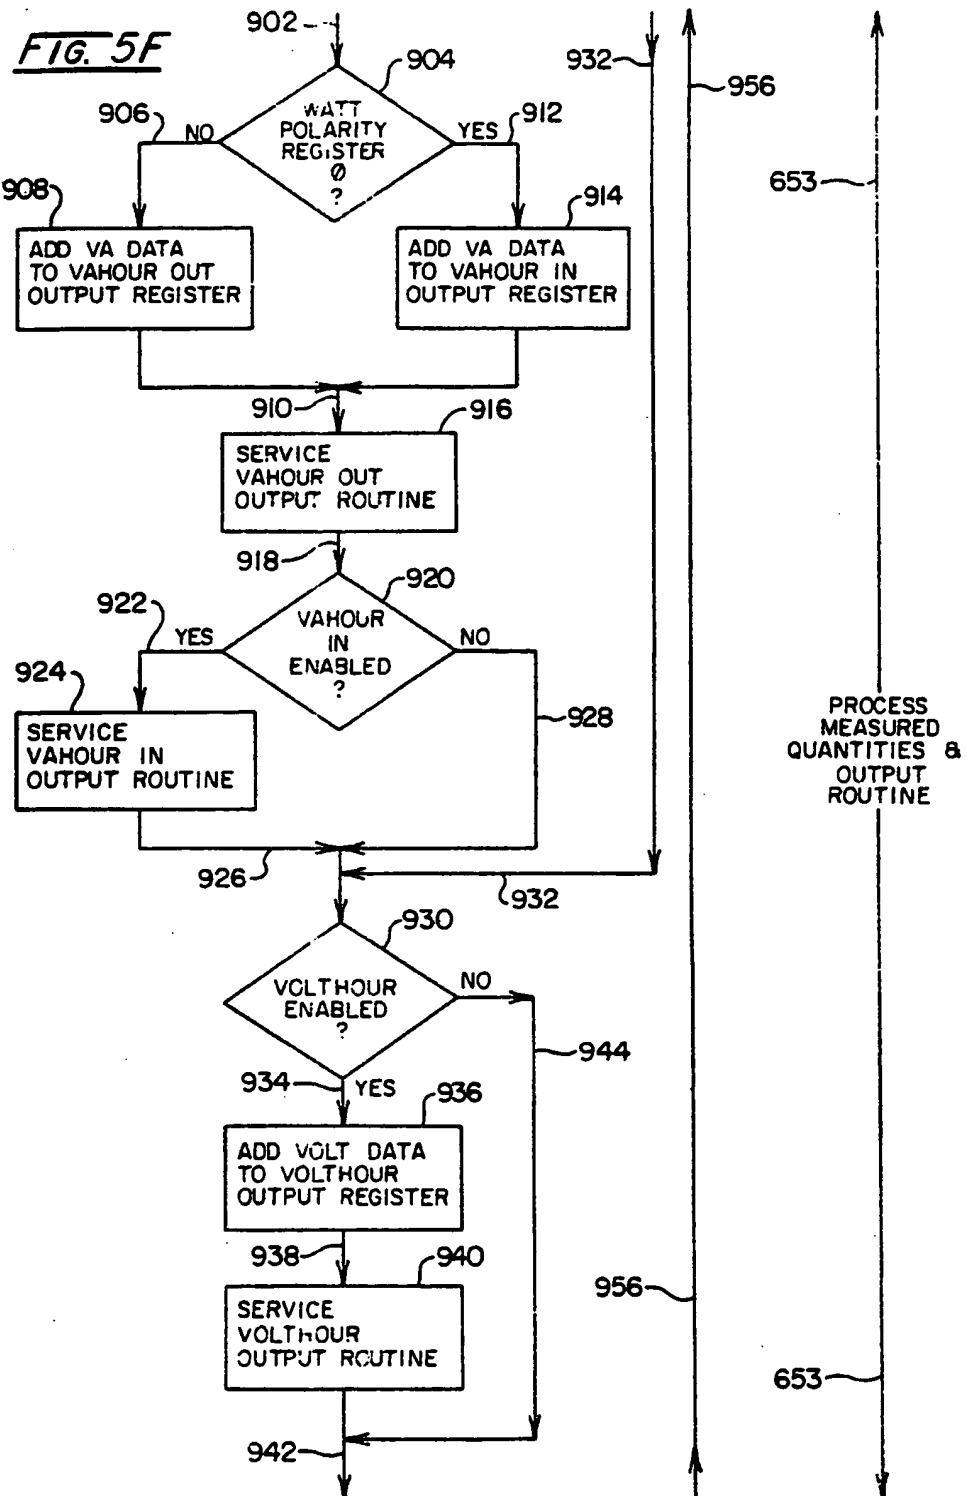 FIG. 5F
902
904
932
956
906
NO
WATT
POLARITY
REGISTER
Ø
?
YES
912
653
908
914
ADD VA DATA
TO VAHOUR OUT
OUTPUT REGISTER
ADD VA DATA
TO VAHOUR IN
OUTPUT REGISTER
910
916
SERVICE
VAHOUR OUT
OUTPUT ROUTINE
918
920
922
YES
VAHOUR
IN
ENABLED
?
NO
924
928
SERVICE
VAHOUR IN
OUTPUT ROUTINE
PROCESS
MEASURED
QUANTITIES &
OUTPUT
ROUTINE
926
932
930
VOLTHOUR
ENABLED
?
NO
944
934
YES
936
ADD VOLT DATA
TO VOLTHOUR
OUTPUT REGISTER
938
940
956
SERVICE
VOLTHOUR
OUTPUT ROUTINE
653
942